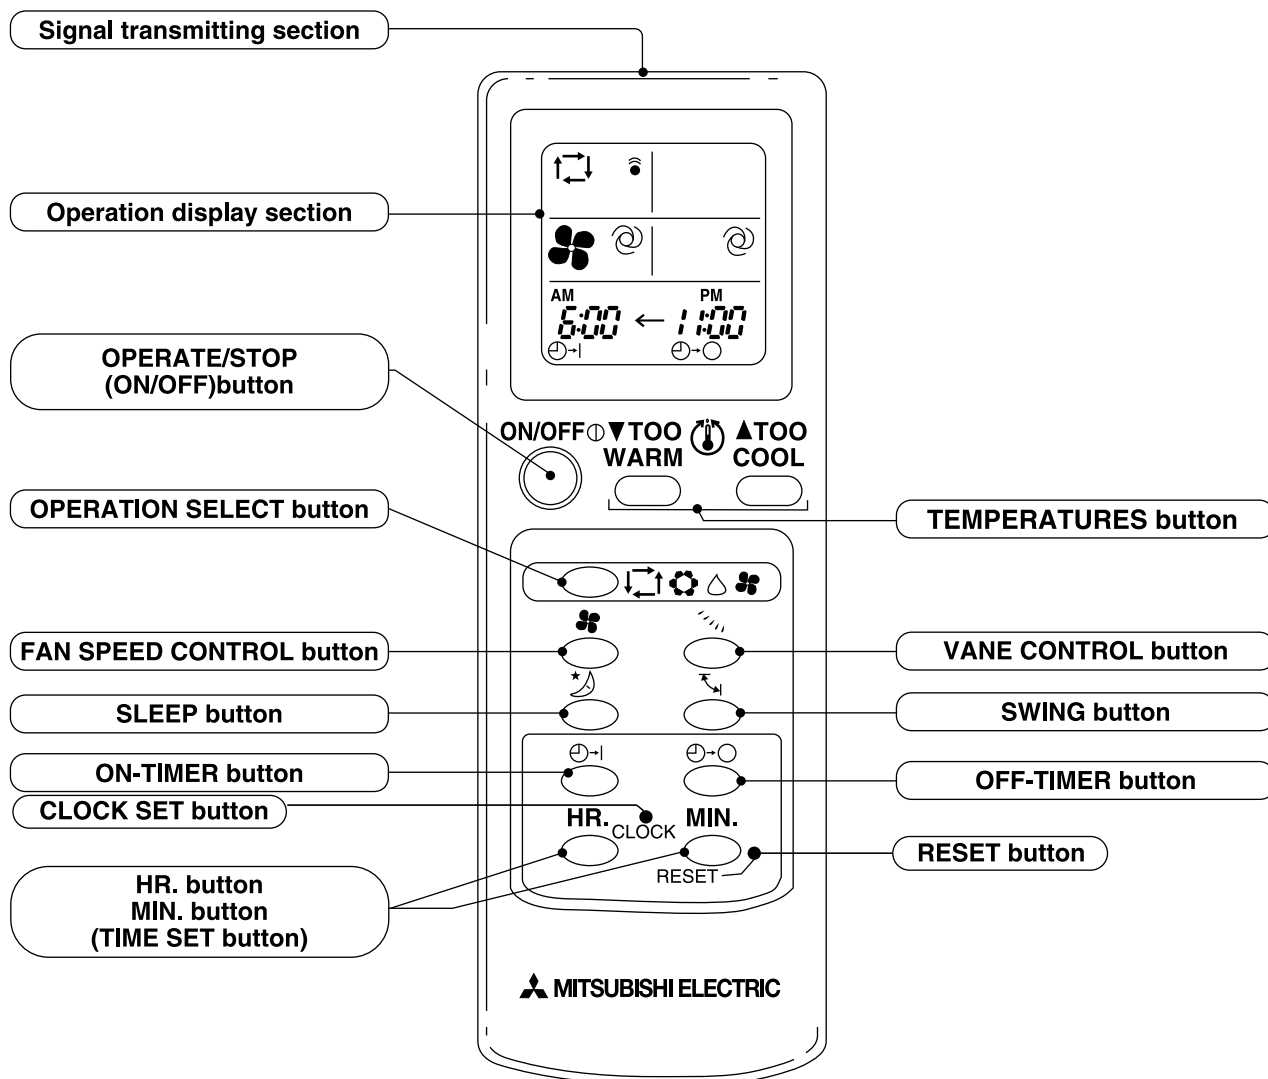 Signal transmitting section
Operation display section
AM
PM
6:00 ← 11:00
OPERATE/STOP
(ON/OFF)button
ON/OFF ▼TOO
WARM
▲TOO
COOL
OPERATION SELECT button
TEMPERATURES button
FAN SPEED CONTROL button
VANE CONTROL button
SLEEP button
SWING button
ON-TIMER button
OFF-TIMER button
CLOCK SET button
HR.
CLOCK
MIN.
RESET
RESET button
HR. button
MIN. button
(TIME SET button)
MITSUBISHI ELECTRIC